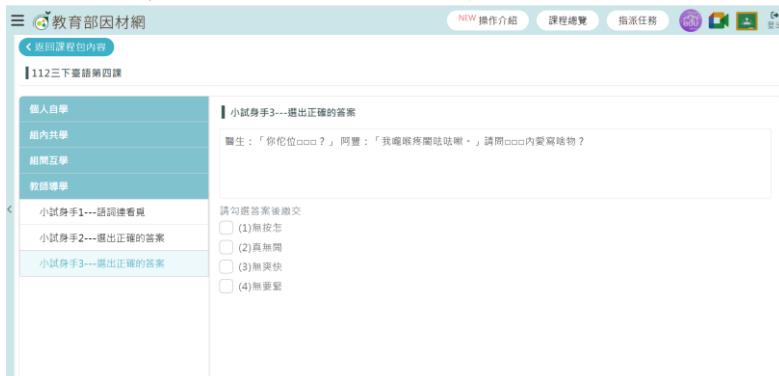 教育部因材網
NEW 操作介紹
課程總覽
指派任務
返回課程包內容
112三下臺語第四課
個人自學
組內共學
組間互學
教師導學
小試身手1---語詞連看覓
小試身手2---選出正確的答案
小試身手3---選出正確的答案
小試身手3---選出正確的答案
醫生：「你佗位□□□？」 阿豐：「我嚨喉疼閣咕咕嗽。」請問□□□內愛寫啥物？
請勾選答案後繳交
(1)無按怎
(2)真無閒
(3)無爽快
(4)無要緊